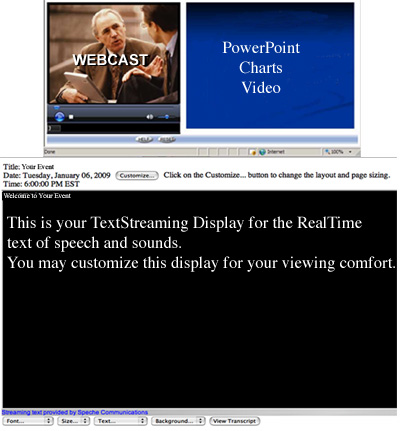 WEBCAST
PowerPoint
Charts
Video
Done
Internet
100%
Title: Your Event
Date: Tuesday, January 06, 2009 Customize... Click on the Customize... button to change the layout and page sizing.
Time: 6:00:00 PM EST
Welcome to Your Event
This is your TextStreaming Display for the RealTime
text of speech and sounds.
You may customize this display for your viewing comfort.
Streaming text provided by Speche Communications
Font... Size... Text... Background... View Transcript